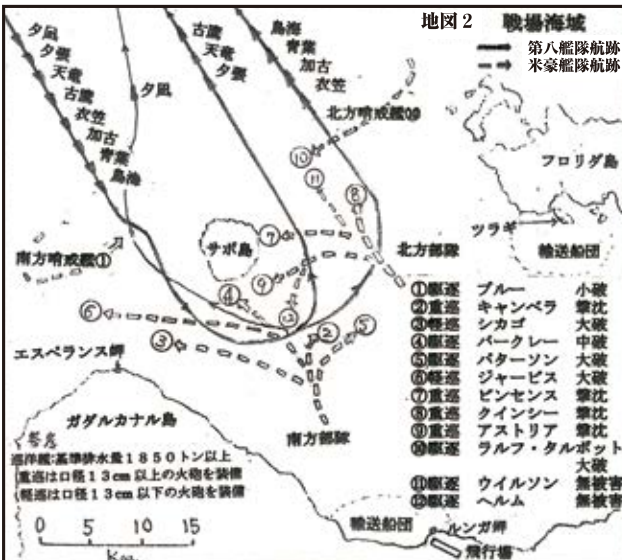 地図2 戦場海域
第八艦隊航跡
米豪艦隊航跡
夕凪
夕張
天竜
古鷹
衣笠
加古
青葉
鳥海
夕凪
古鷹
天竜
夕張
鳥海
青葉
加古
衣笠
北方哨戒艦⑩
⑩
⑪
⑧
フロリダ島
ツラギ
輸送船団
サボ島
⑦
北方部隊
南方哨戒艦①
⑨
④
⑫
②
⑤
⑥
③
エスペランス岬
ガダルカナル島
南方部隊
①駆逐 ブルー 小破
②重巡 キャンベラ 撃沈
③軽巡 シカゴ 大破
④駆逐 バークレー 中破
⑤駆逐 パターソン 大破
⑥軽巡 ジャービス 大破
⑦重巡 ビンセンス 撃沈
⑧重巡 クインシー 撃沈
⑨重巡 アストリア 撃沈
⑩駆逐 ラルフ・タルボット
大破
⑪駆逐 ウイルソン 無被害
⑫駆逐 ヘルム 無被害
巡洋艦:基準排水量1850トン以上
重巡は口径13cm以上の火砲を装備
軽巡は口径13cm以下の火砲を装備
0 5 10 15
Km
輸送船団
ルンガ岬
飛行場